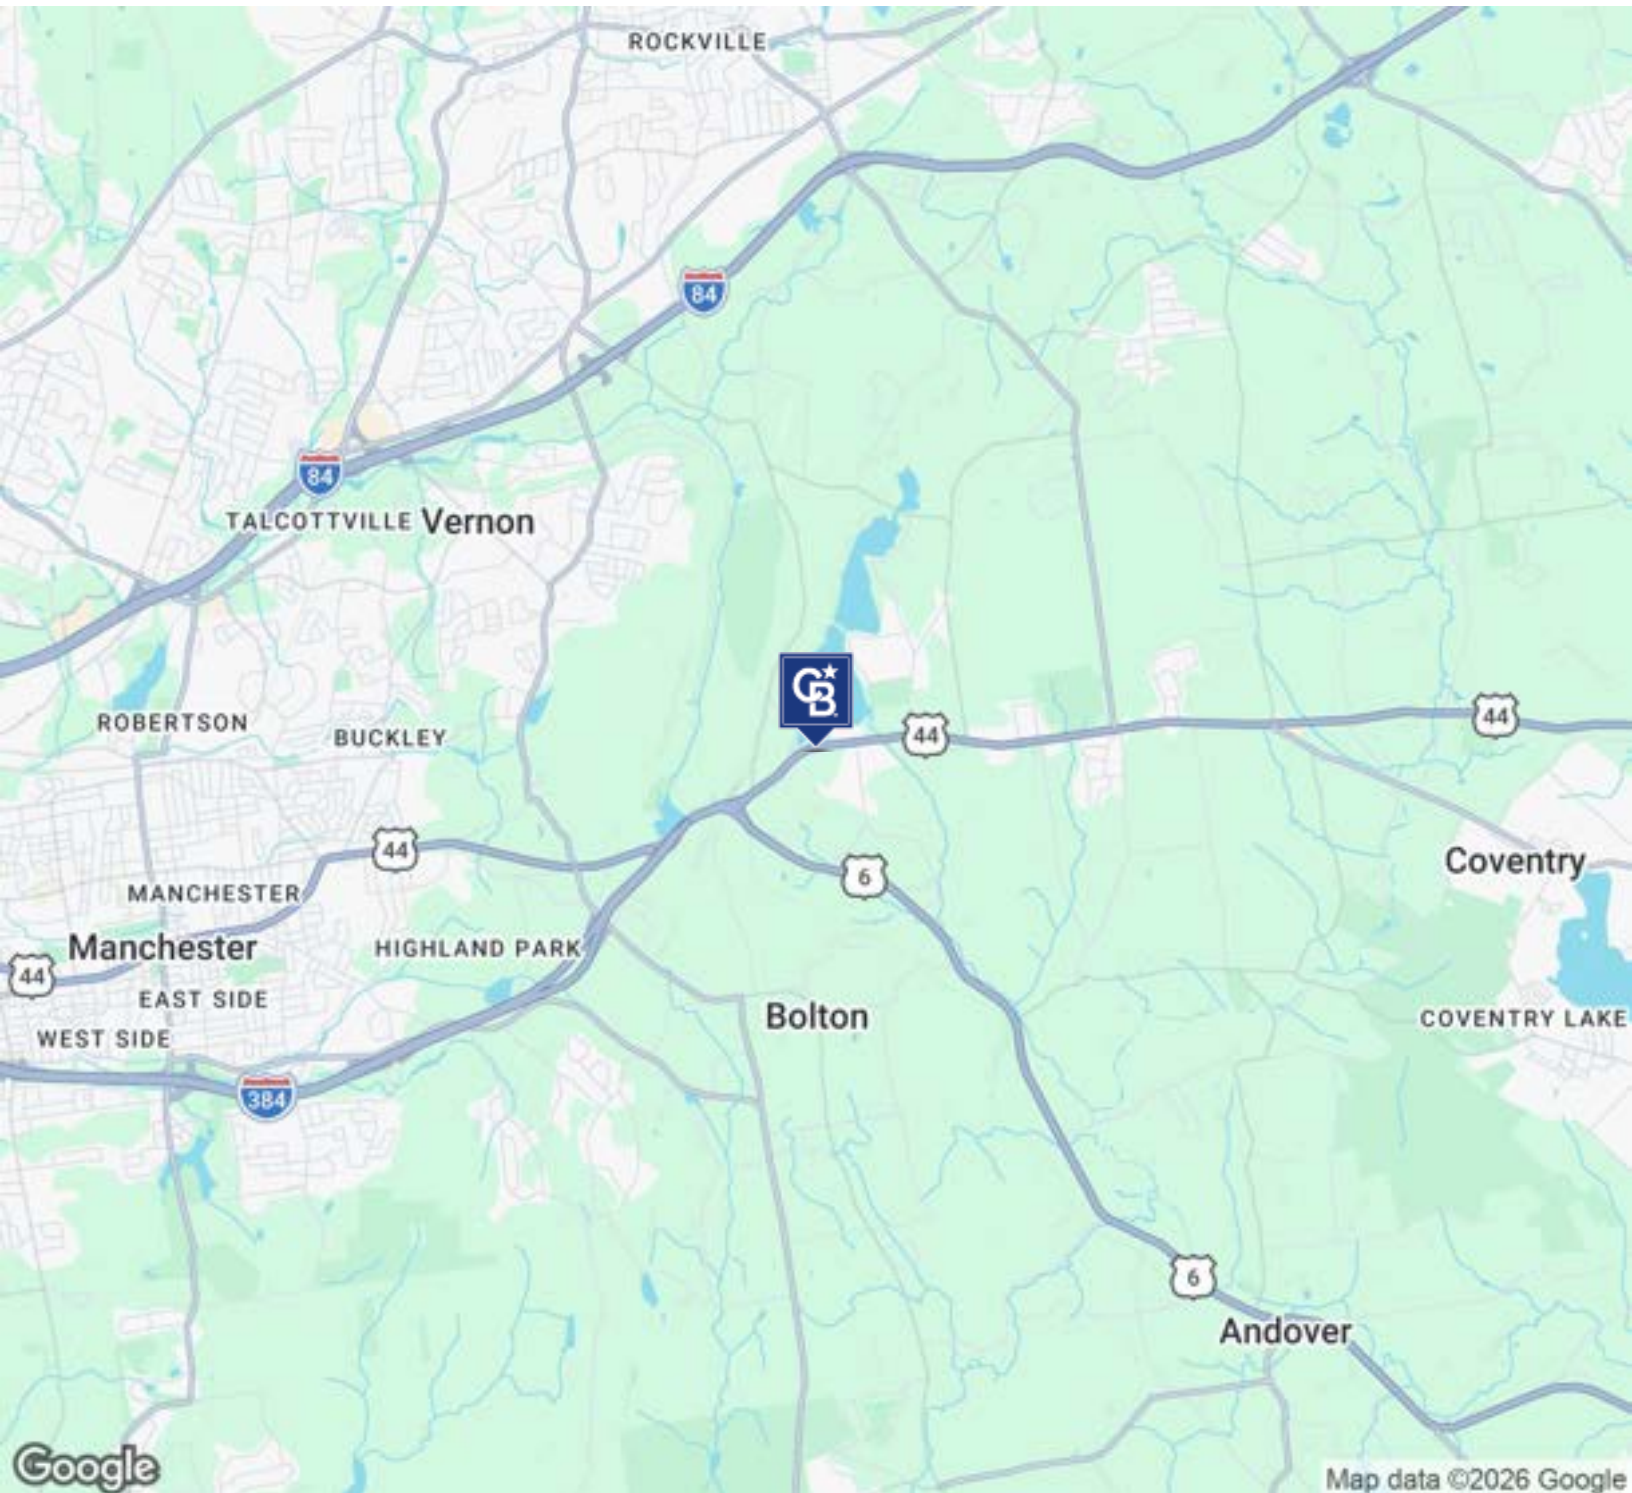 ROCKVILLE
84
84
TALCOTTVILLE
Vernon
CB
ROBERTSON
BUCKLEY
44
44
44
6
Coventry
MANCHESTER
Manchester
HIGHLAND PARK
44
EAST SIDE
Bolton
COVENTRY LAKE
WEST SIDE
384
6
Andover
Google
Map data ©2026 Google